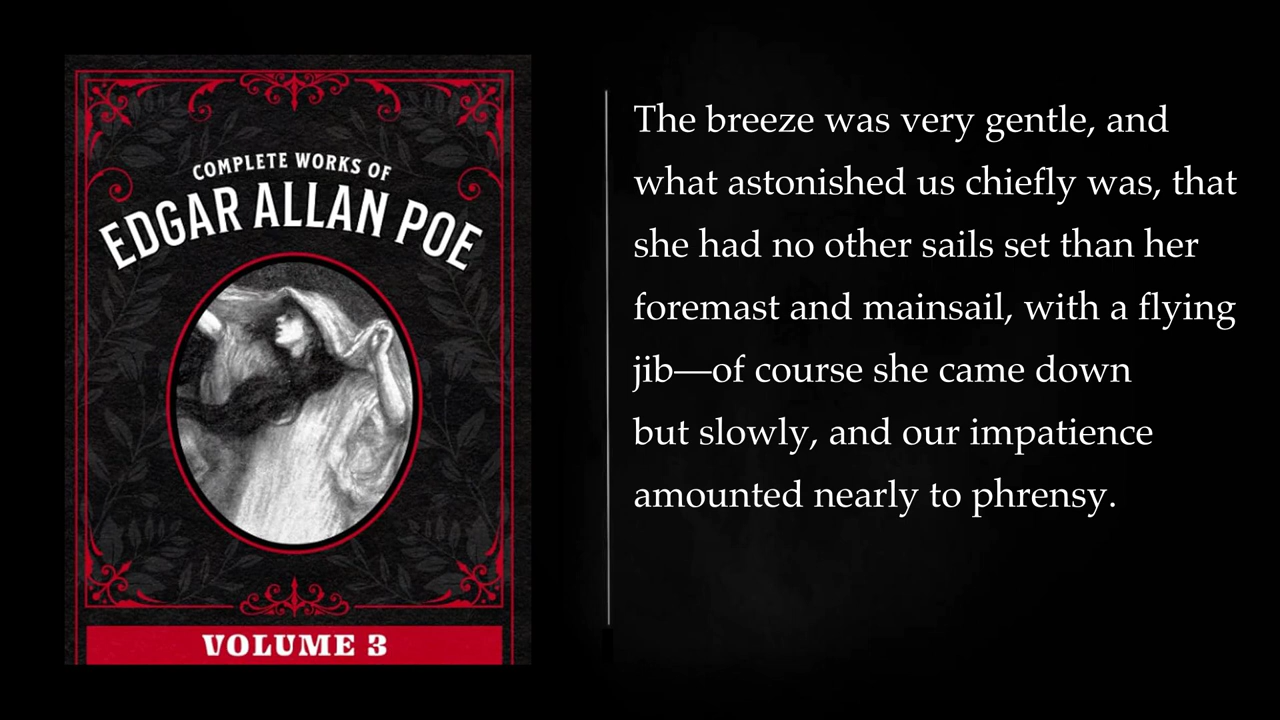 COMPLETE WORKS OF
EDGAR ALLAN POE
VOLUME 3
The breeze was very gentle, and
what astonished us chiefly was, that
she had no other sails set than her
foremast and mainsail, with a flying
jib—of course she came down
but slowly, and our impatience
amounted nearly to phrensy.